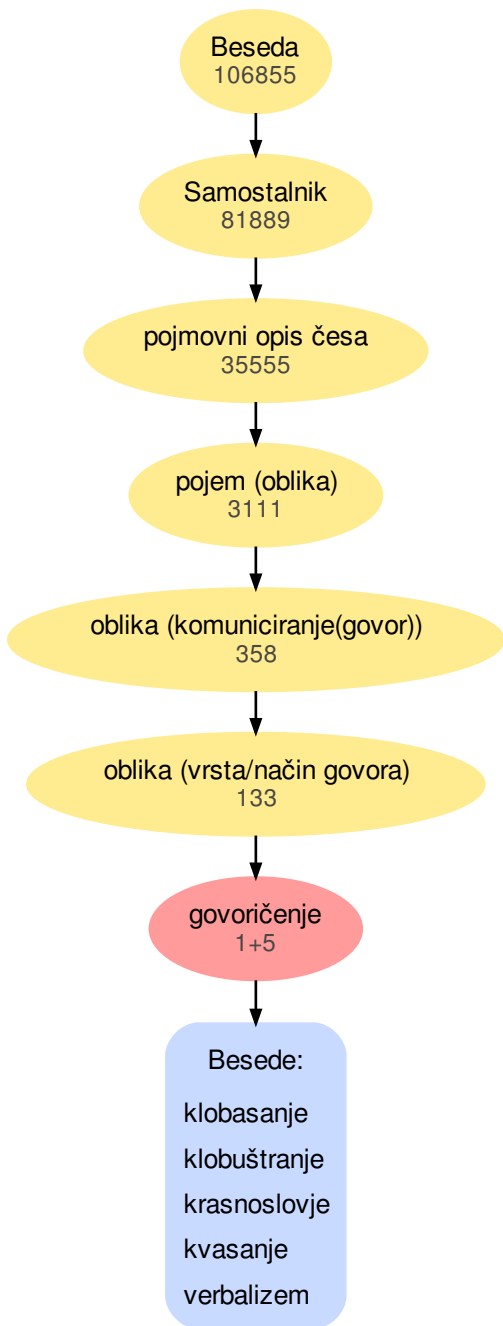 Beseda
106855
Samostalnik
81889
pojmovni opis česa
35555
pojem (oblika)
3111
oblika (komuniciranje(govor))
358
oblika (vrsta/način govora)
133
govoričenje
1+5
Besede:
klobasanje
klobuštranje
krasnoslovje
kvasanje
verbalizem